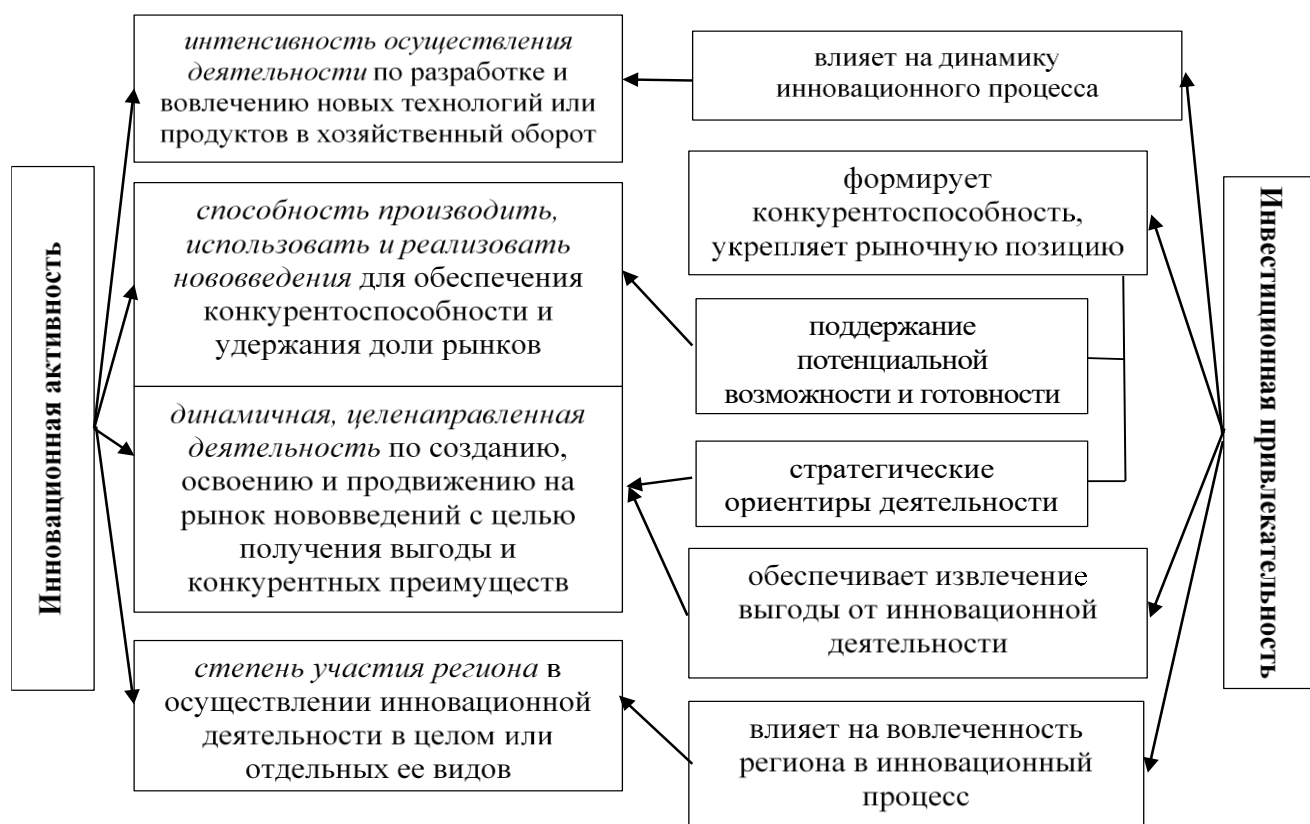 Инновационная активность
интенсивность осуществления
деятельности по разработке и
вовлечению новых технологий или
продуктов в хозяйственный оборот
способность производить,
использовать и реализовать
нововведения для обеспечения
конкурентоспособности и
удержания доли рынков
динамичная, целенаправленная
деятельность по созданию,
освоению и продвижению на
рынок нововведений с целью
получения выгоды и
конкурентных преимуществ
степень участия региона в
осуществлении инновационной
деятельности в целом или
отдельных ее видов
влияет на динамику
инновационного процесса
формирует
конкурентоспособность,
укрепляет рыночную позицию
поддержание
потенциальной
возможности и готовности
стратегические
ориентиры деятельности
обеспечивает извлечение
выгоды от инновационной
деятельности
влияет на вовлеченность
региона в инновационный
процесс
Инвестиционная привлекательность